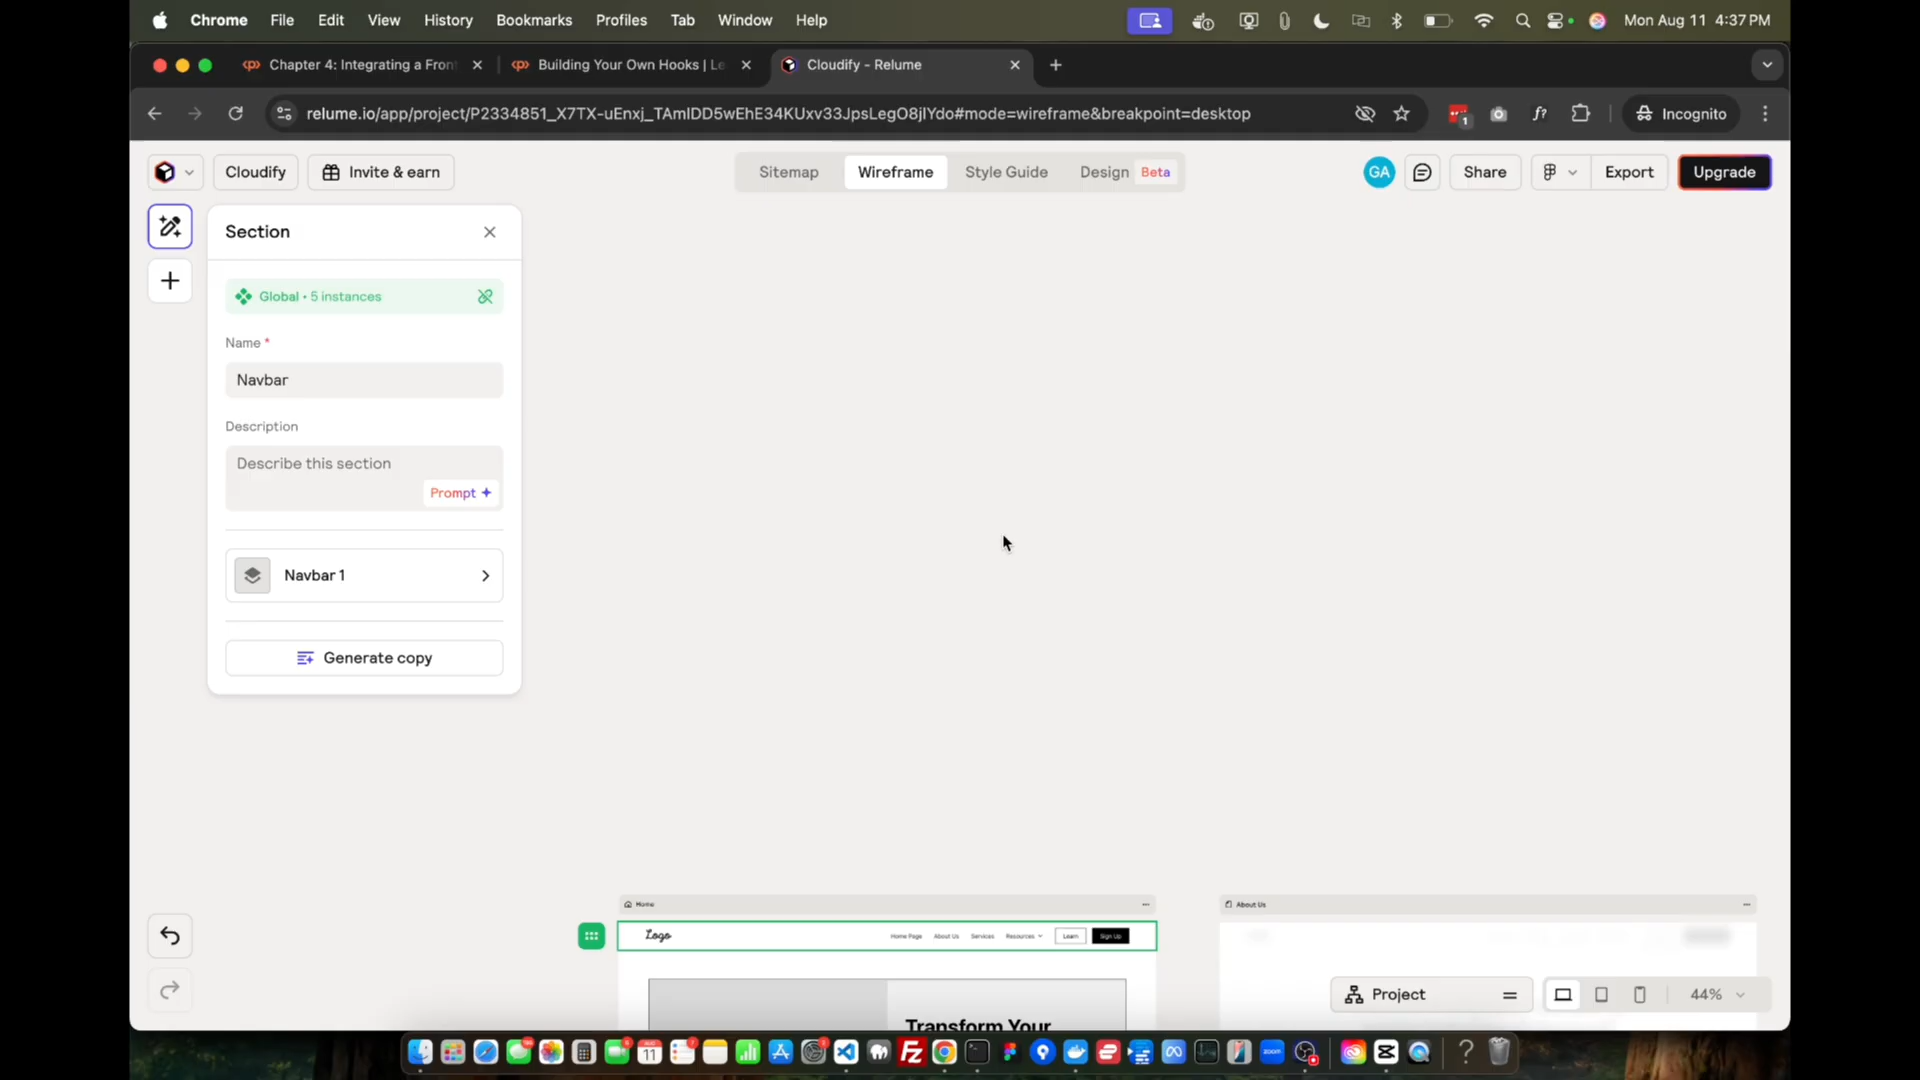 Chrome File Edit View History Bookmarks Profiles Tab Window Help Mon Aug 11 4:37 PM
Chapter 4: Integrating a Fron
Building Your Own Hooks | Le
Cloudify - Relume
relume.io/app/project/P2334851_X7TX-uEnxj_TAmIDD5wEhE34KUxv33JpsLegO8jlYdo#mode=wireframe&breakpoint=desktop
1
f?
Incognito
Cloudify
Invite & earn
Sitemap
Wireframe
Style Guide
Design Beta
GA
Share
Export
Upgrade
Section
Global • 5 instances
Name *
Navbar
Description
Describe this section
Prompt
Navbar 1
Generate copy
Home
About Us
Logo
Home Page About Us Services Resources Learn Sign Up
Transform Your
Project
44%
AUG
11
zoom